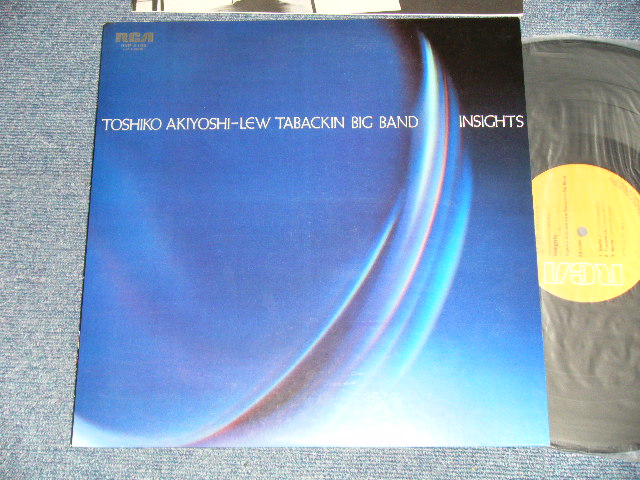 RCA
TOSHIKO AKIYOSHI-LEW TABACKIN BIG BAND INSIGHTS
RCA